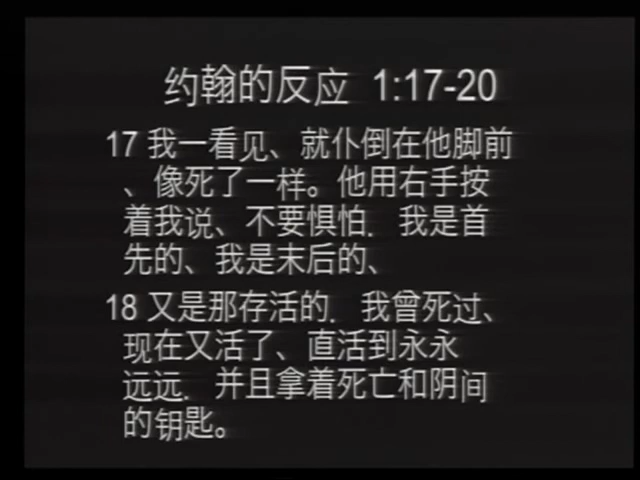 约翰的反应 1:17-20
17 我一看见、就仆倒在他脚前
、像死了一样。他用右手按
着我说、不要惧怕．我是首
先的、我是末后的、
18 又是那存活的．我曾死过、
现在又活了、直活到永永
远远．并且拿着死亡和阴间
的钥匙。